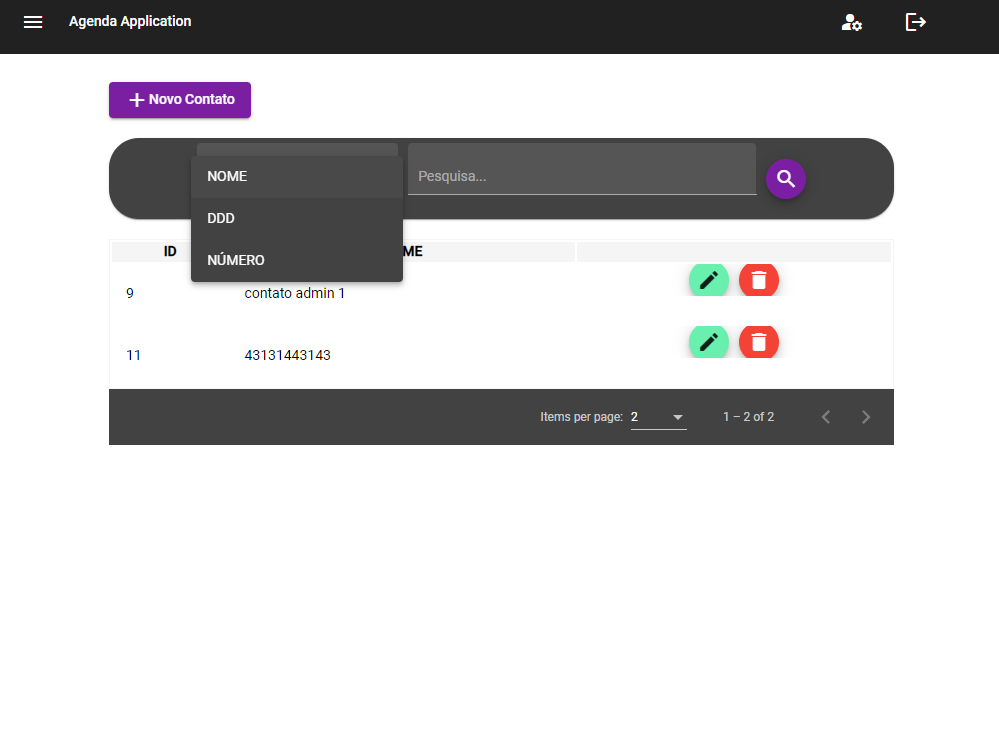 Agenda Application
Novo Contato
Pesquisa...
NOME
DDD
NÚMERO
ID ME
9 contato admin 1
11 43131443143
Items per page: 2 1 – 2 of 2